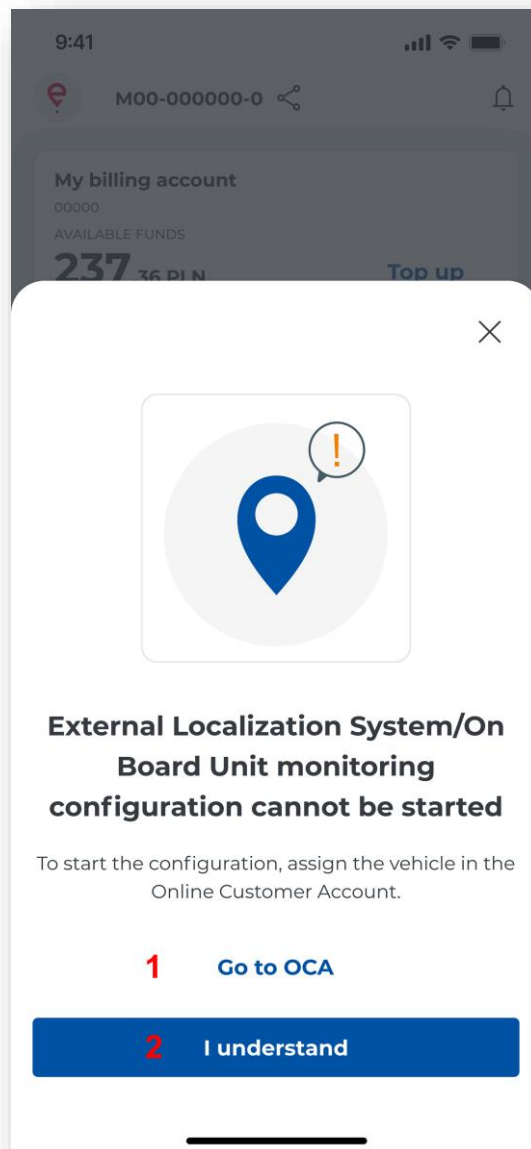 9:41
M00-000000-0
My billing account
00000
AVAILABLE FUNDS
237,36 PLN Top up
!
External Localization System/On
Board Unit monitoring
configuration cannot be started
To start the configuration, assign the vehicle in the
Online Customer Account.
1 Go to OCA
2 I understand